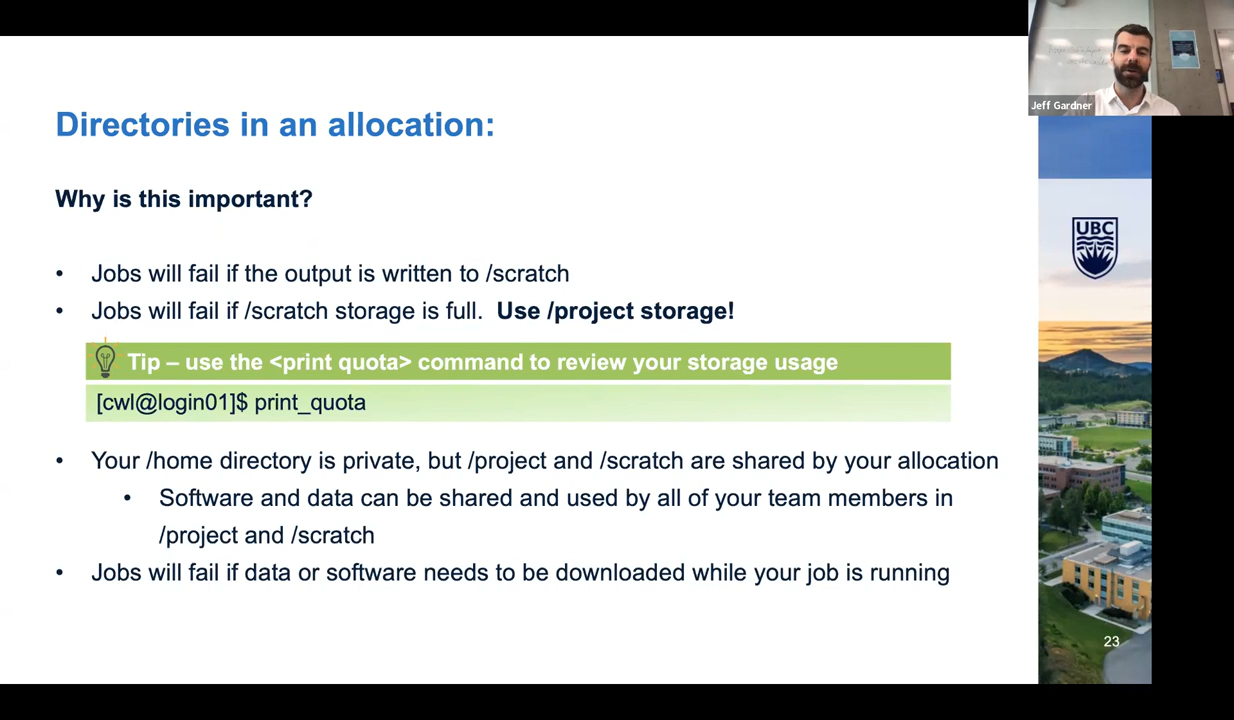 Jeff Gardner
Directories in an allocation:
UBC
Why is this important?
• Jobs will fail if the output is written to /scratch
• Jobs will fail if /scratch storage is full. Use /project storage!
Tip – use the <print quota> command to review your storage usage
[cwl@login01]$ print_quota
• Your /home directory is private, but /project and /scratch are shared by your allocation
• Software and data can be shared and used by all of your team members in
/project and /scratch
• Jobs will fail if data or software needs to be downloaded while your job is running
23